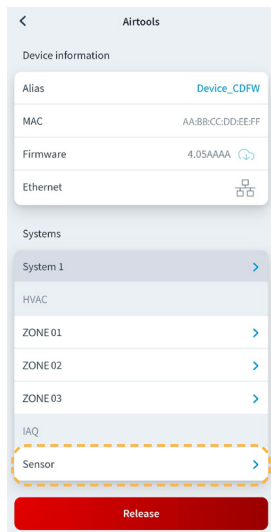 Airtools
Device information
Alias Device_CDFW
MAC AA:BB:CC:DD:EE:FF
Firmware 4.05AAAA
Ethernet
Systems
System 1
HVAC
ZONE 01
ZONE 02
ZONE 03
IAQ
Sensor
Release